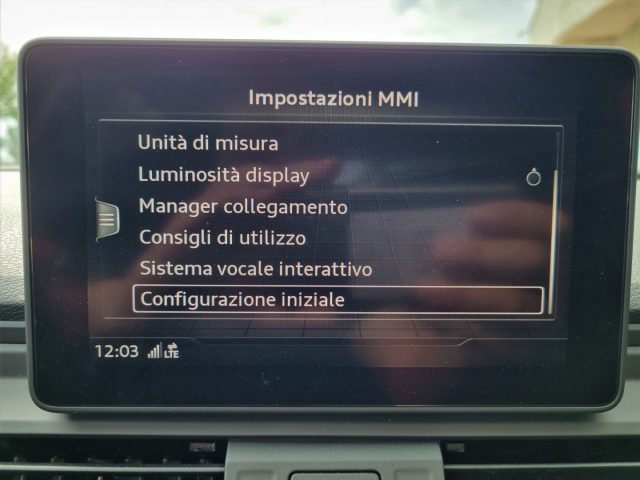 Impostazioni MMI
Unità di misura
Luminosità display
Manager collegamento
Consigli di utilizzo
Sistema vocale interattivo
Configurazione iniziale
12:03 LTE